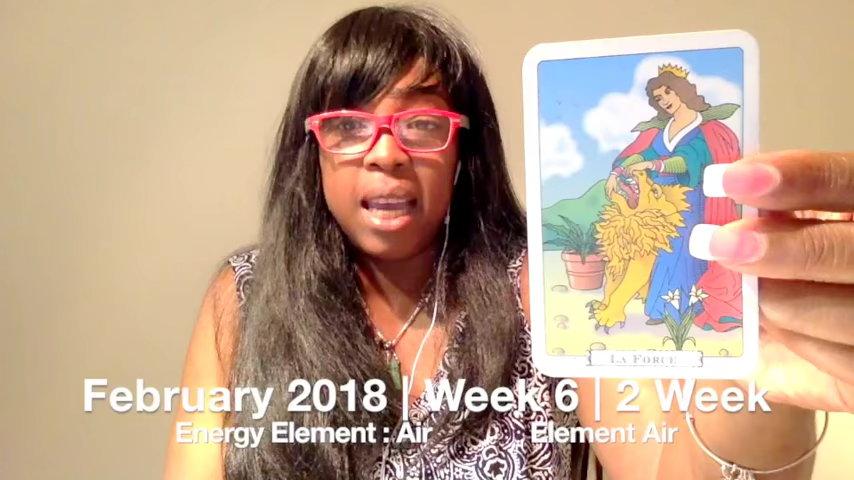 LA FORCE
February 2018 | Week 6 | 2 Week
Energy Element : Air Element Air